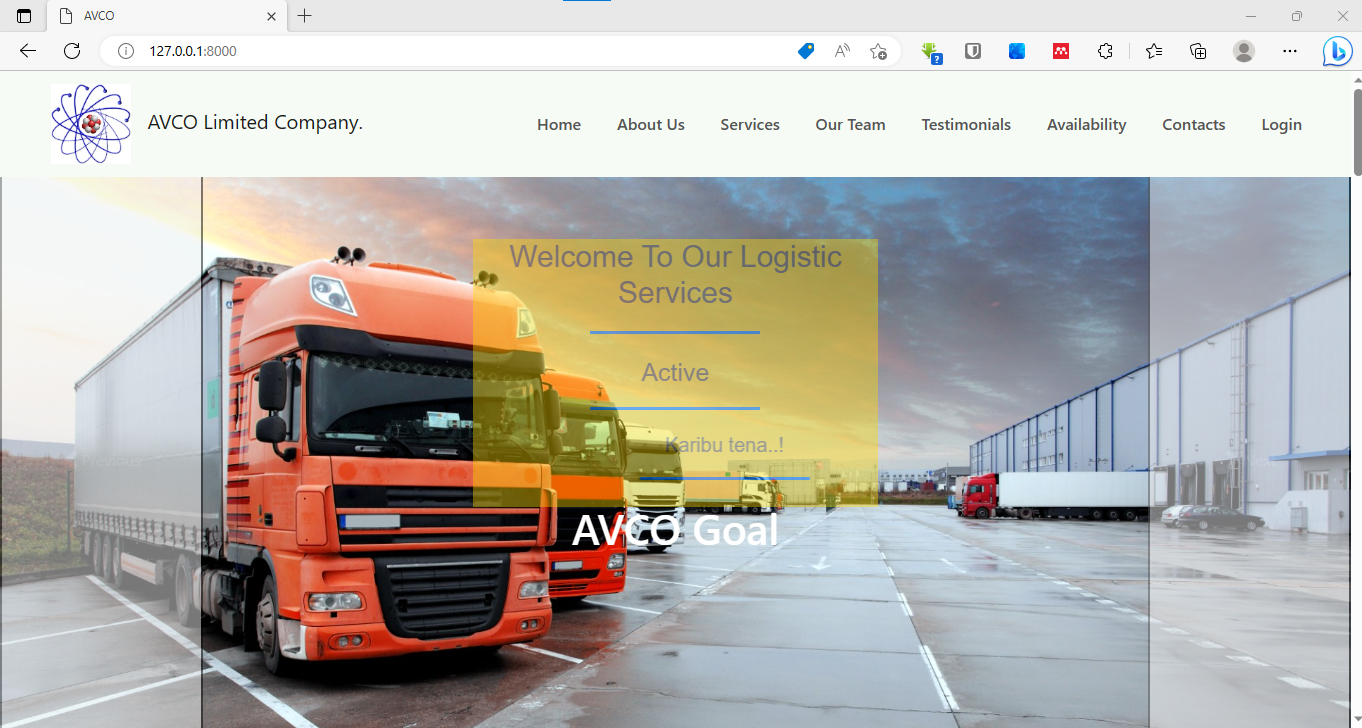 AVCO
127.0.0.1:8000
AVCO Limited Company.
Home About Us Services Our Team Testimonials Availability Contacts Login
Welcome To Our Logistic
Services
Active
Karibu tena..!
Previous
AVCO Goal